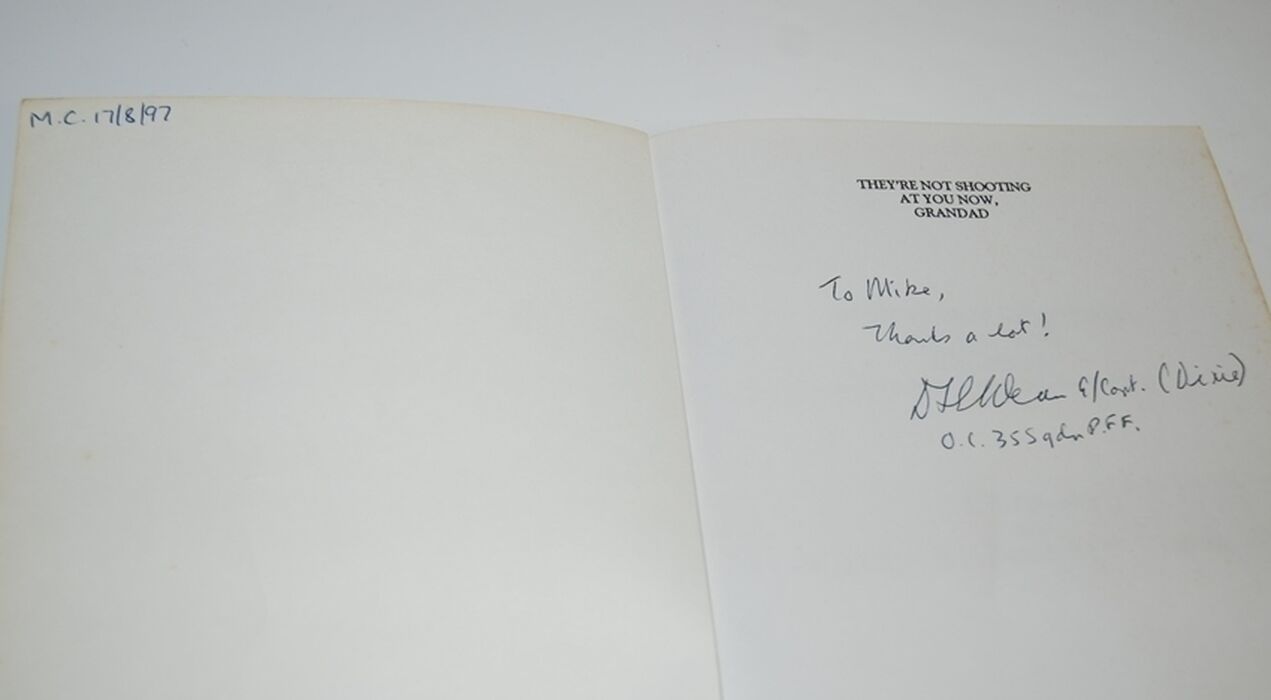 M.C. 17/8/97
THEY'RE NOT SHOOTING
AT YOU NOW,
GRANDAD
To Mike,
Thanks a lot!
G/Capt. (Dixie)
O.C. 35 Sqdn P.F.F.